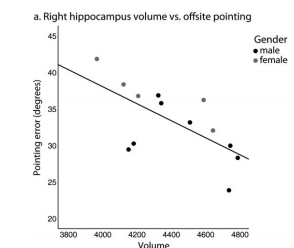 a. Right hippocampus volume vs. offsite pointing
Gender
male
female
Pointing error (degrees)
45
40
35
30
25
20
3800 4000 4200 4400 4600 4800
Volume